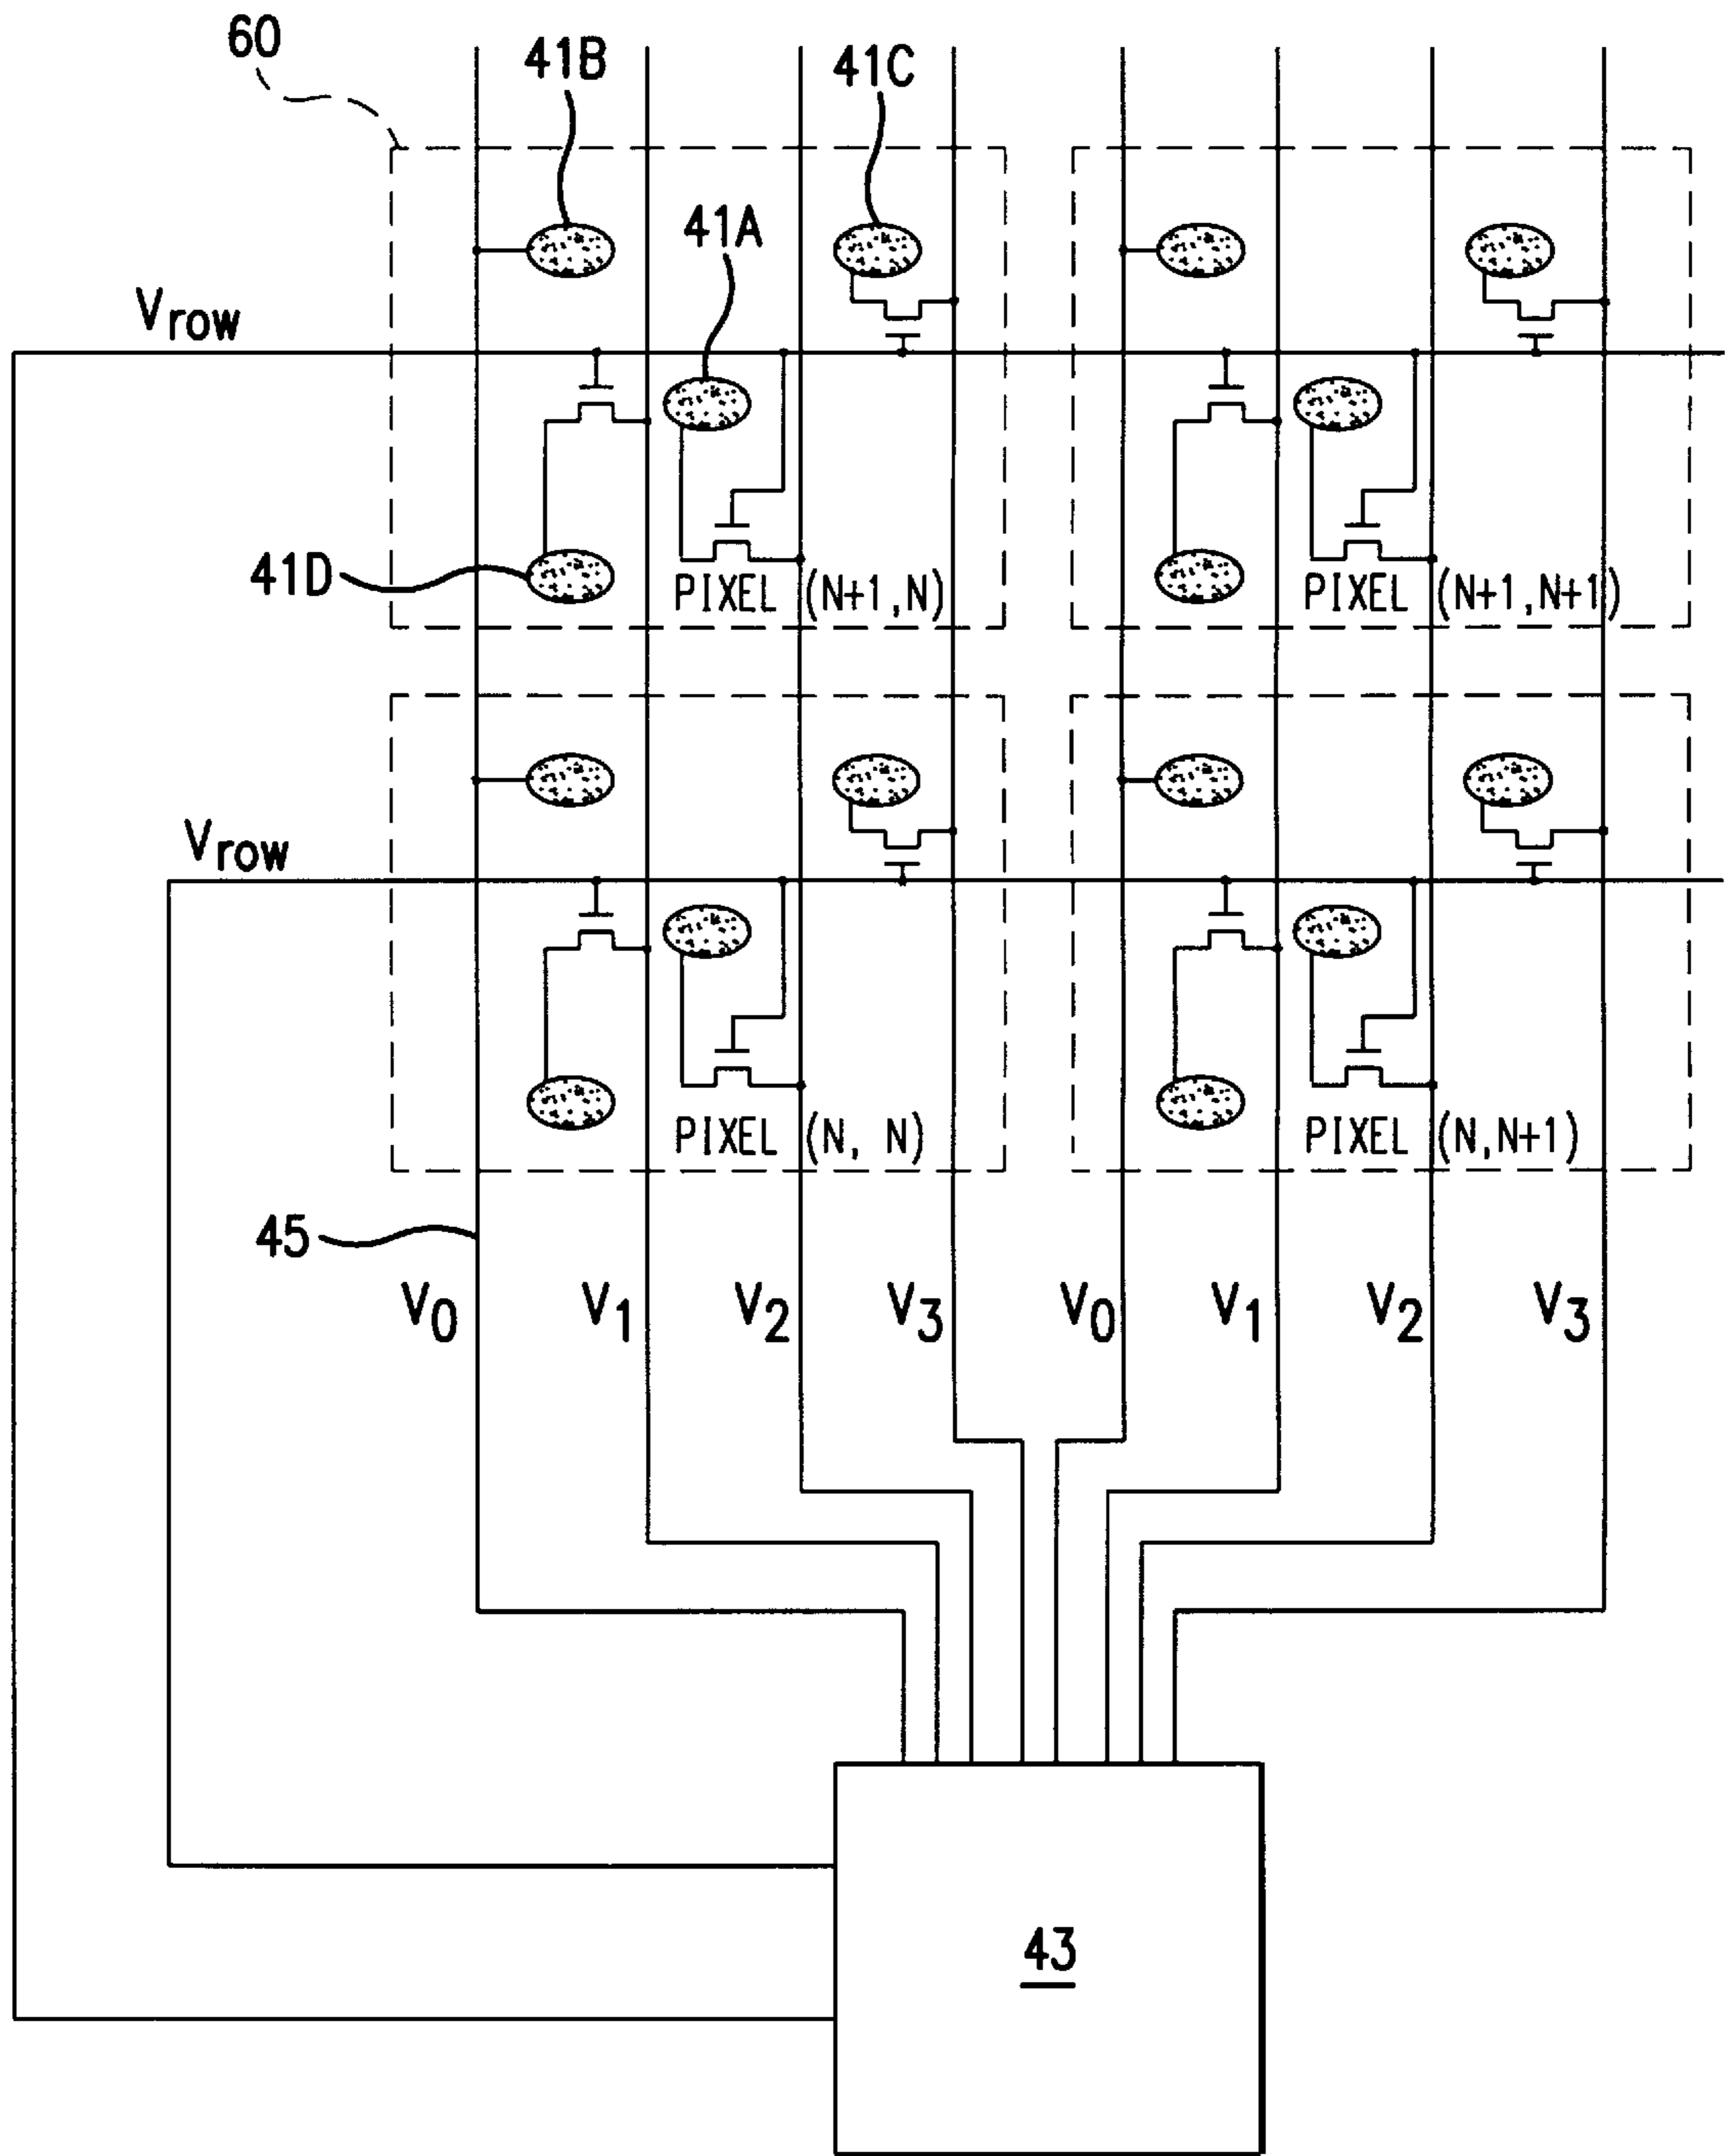 60
41B
41C
41A
Vrow
41D
PIXEL (N+1,N)
PIXEL (N+1,N+1)
Vrow
PIXEL (N, N)
PIXEL (N,N+1)
45
V0 V1 V2 V3 V0 V1 V2 V3
43